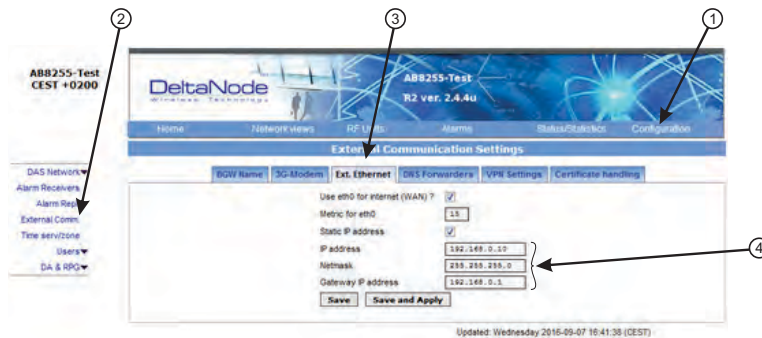 2
3
1
AB8255-Test
CEST +0200
DeltaNode
Wireless Technology
AB8255-Test
R2 ver. 2.4.4u
Home Network views RF Units Alarms Status/Statistics Configuration
External Communication Settings
BGW Name 3G-Modem Ext. Ethernet DNS Forwarders VPN Settings Certificate handling
DAS Network
Alarm Receivers
Alarm Rep.
External Comm.
Time serv/zone
Users
DA & RPG
Use eth0 for internet (WAN) ?
Metric for eth0 15
Static IP address
IP address 192.168.0.10
Netmask 255.255.255.0
Gateway IP address 192.168.0.1
4
Save Save and Apply
Updated: Wednesday 2016-09-07 16:41:38 (CEST)